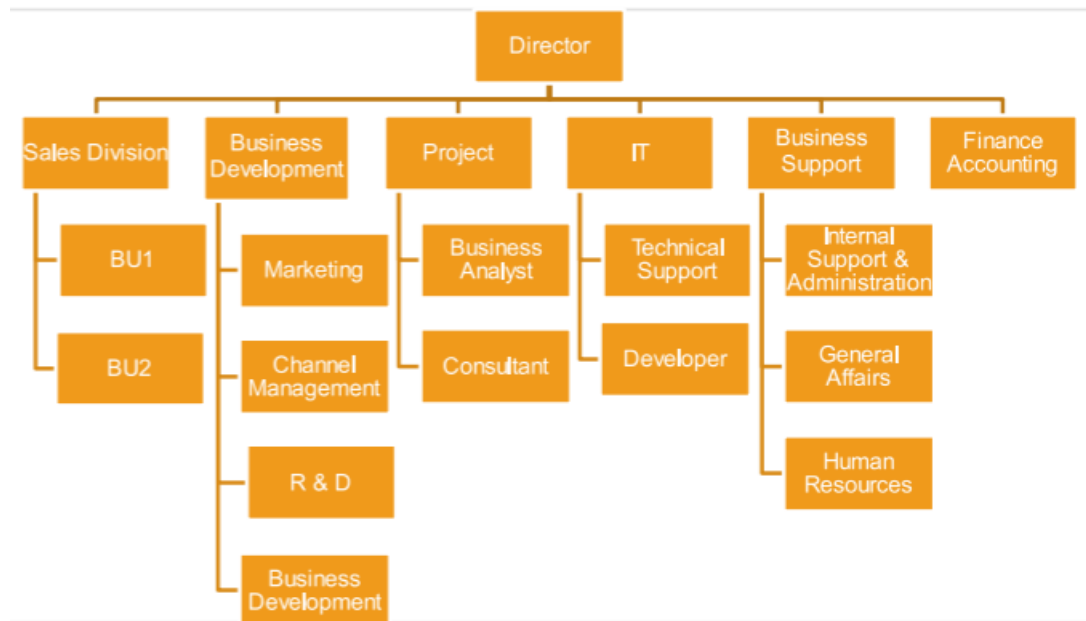 Director
Sales Division
Business
Development
Project
IT
Business
Support
Finance
Accounting
BU1
BU2
Marketing
Channel
Management
R & D
Business
Development
Business
Analyst
Consultant
Technical
Support
Developer
Internal
Support &
Administration
General
Affairs
Human
Resources